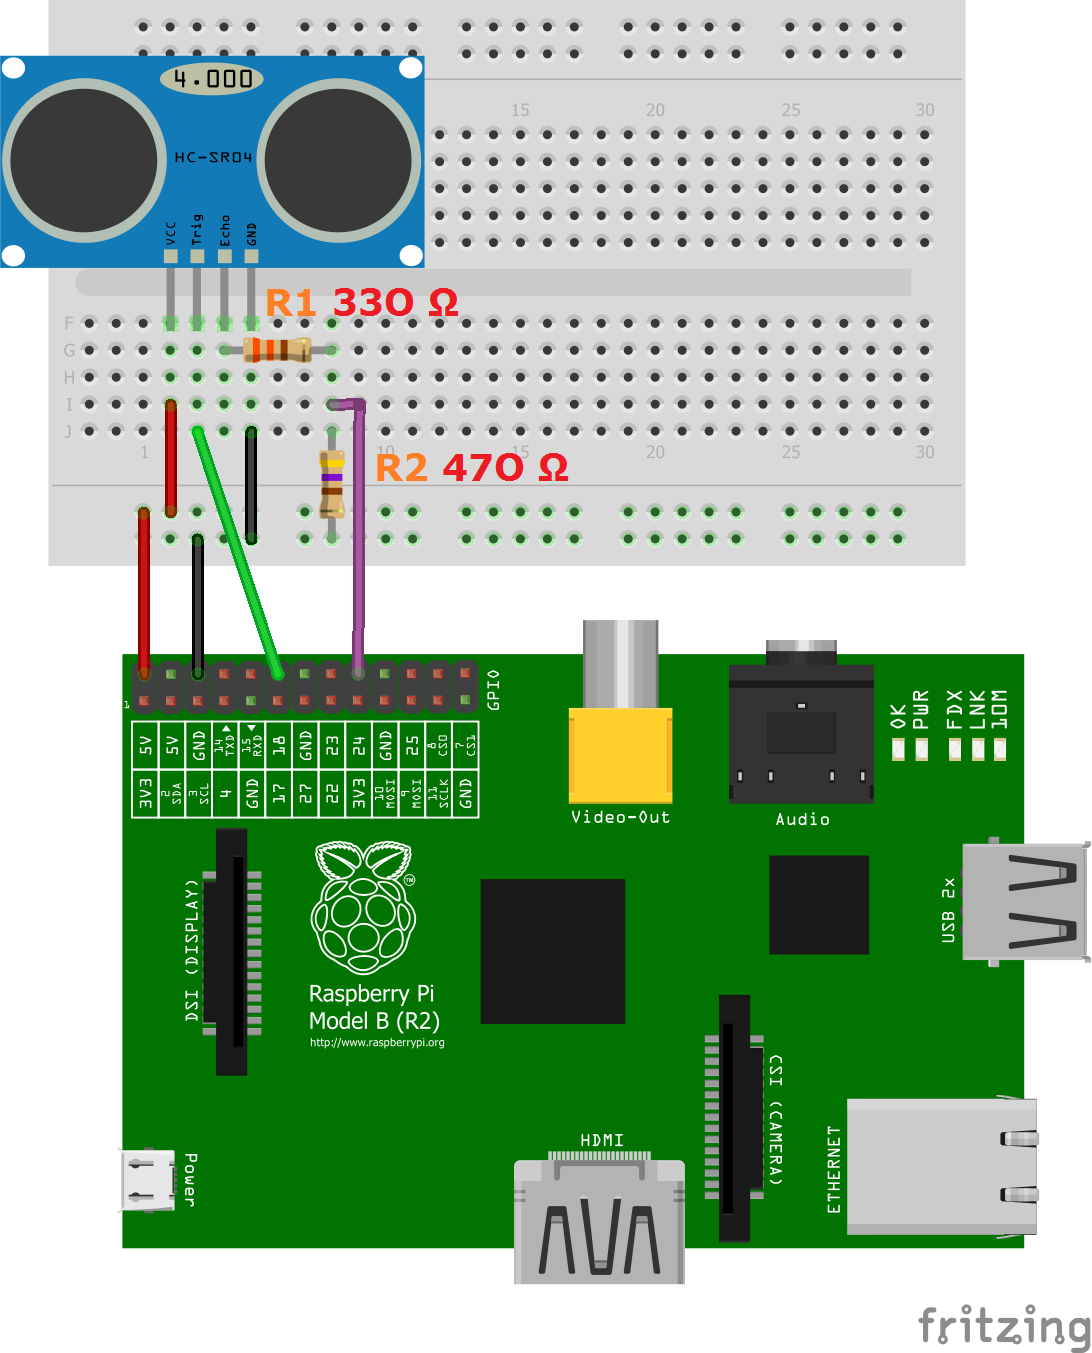 4.000
15 20 25 30
HC-SR04
VCC Trig Echo GND
R1 330 Ω
F
G
H
I
J
1 10 15 20 25 30
R2 470 Ω
GPIO
1
5V 5V GND 14 TXD 15 RXD 18 GND 23 24 GND 25 8 CS0 7 CS1
3V3 2 SDA 3 SCL 4 GND 17 27 22 3V3 10 MOSI 9 MOSI 11 SCLK GND
OK PWR FDX LNK 10M
Video-Out
Audio
DSI (DISPLAY)
TM
USB 2x
Raspberry Pi
Model B (R2)
http://www.raspberrypi.org
CSI (CAMERA)
HDMI
Power
ETHERNET
fritzing